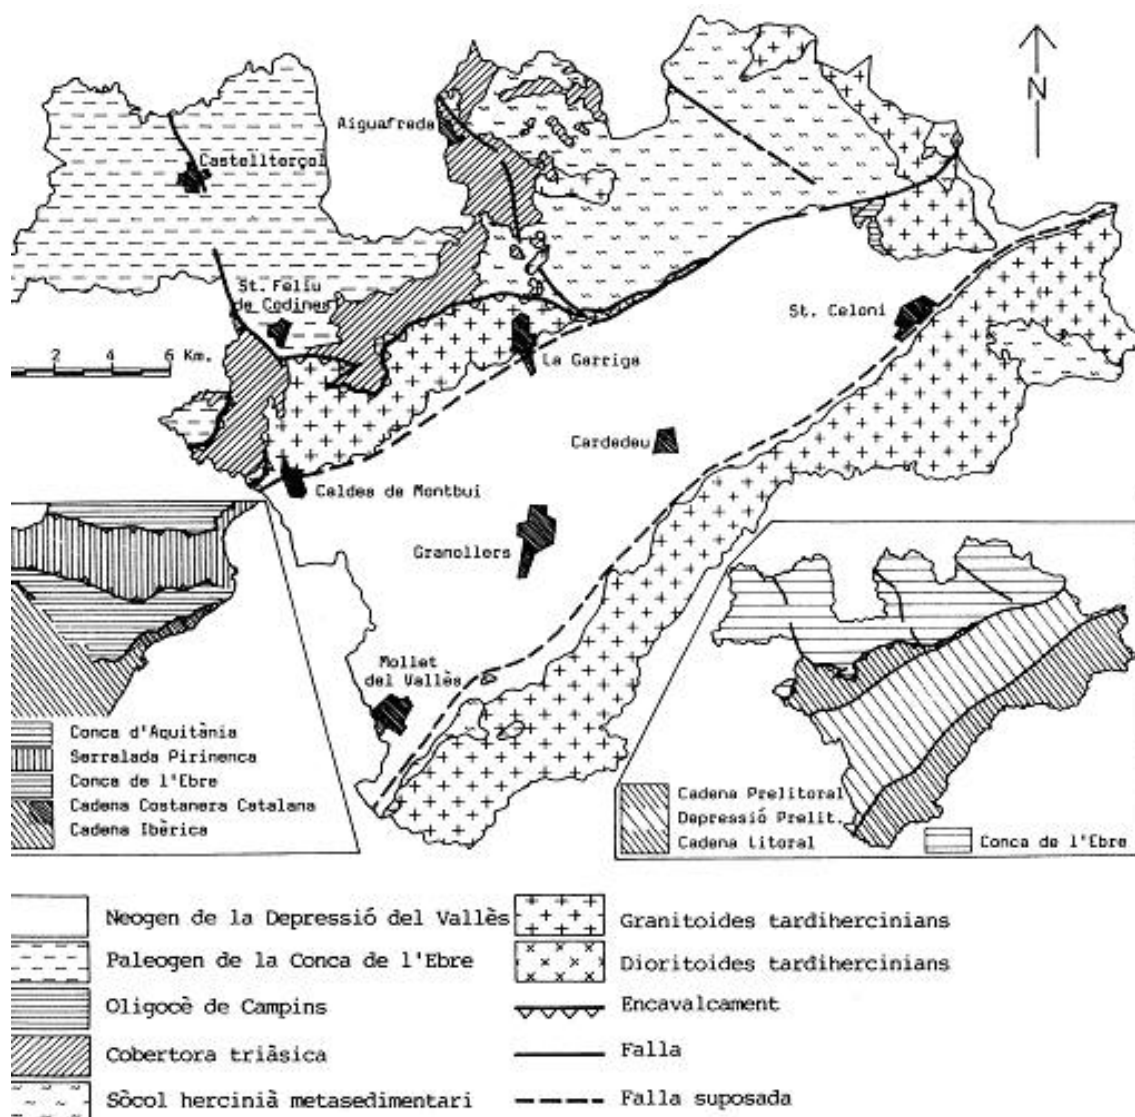 N
Aiguafreda
Castellterçol
St. Feliu
de Codines
St. Celoni
2 4 6 Km.
La Garriga
Cardedeu
Caldes de Montbui
Granollers
Mollet
del Vallès
Conca d'Aquitània
Serralada Pirinenca
Conca de l'Ebre
Cadena Costanera Catalana
Cadena Ibèrica
Cadena Prelitoral
Depressió Prelit.
Cadena Litoral
Conca de l'Ebre
Neogen de la Depressió del Vallès
Paleogen de la Conca de l'Ebre
Oligocè de Campins
Cobertora triàsica
Sòcol hercinià metasedimentari
Granitoides tardihercinians
Dioritoides tardihercinians
Encavalcament
Falla
Falla suposada